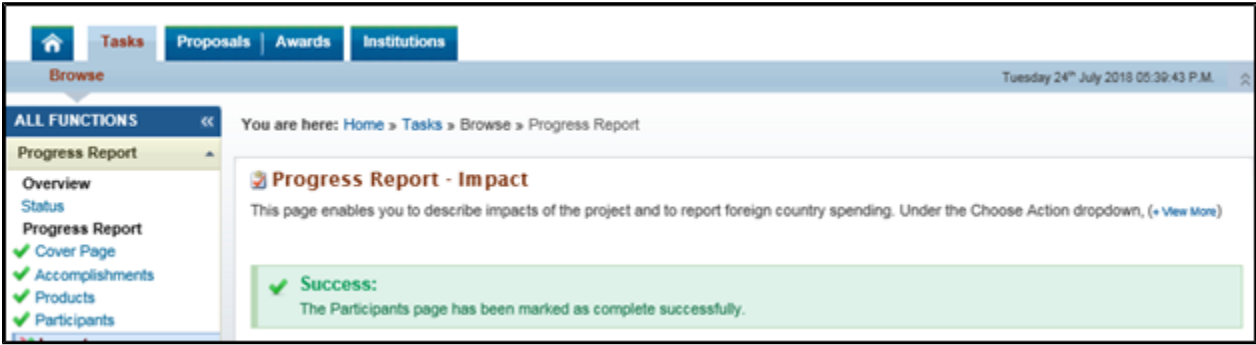 Tasks
Proposals | Awards
Institutions
Browse
Tuesday 24th July 2018 05:39:43 P.M.
ALL FUNCTIONS «
You are here: Home » Tasks » Browse » Progress Report
Progress Report
Progress Report - Impact
Overview
This page enables you to describe impacts of the project and to report foreign country spending. Under the Choose Action dropdown, (+ View More)
Status
Progress Report
Cover Page
Accomplishments
Success:
Products
The Participants page has been marked as complete successfully.
Participants